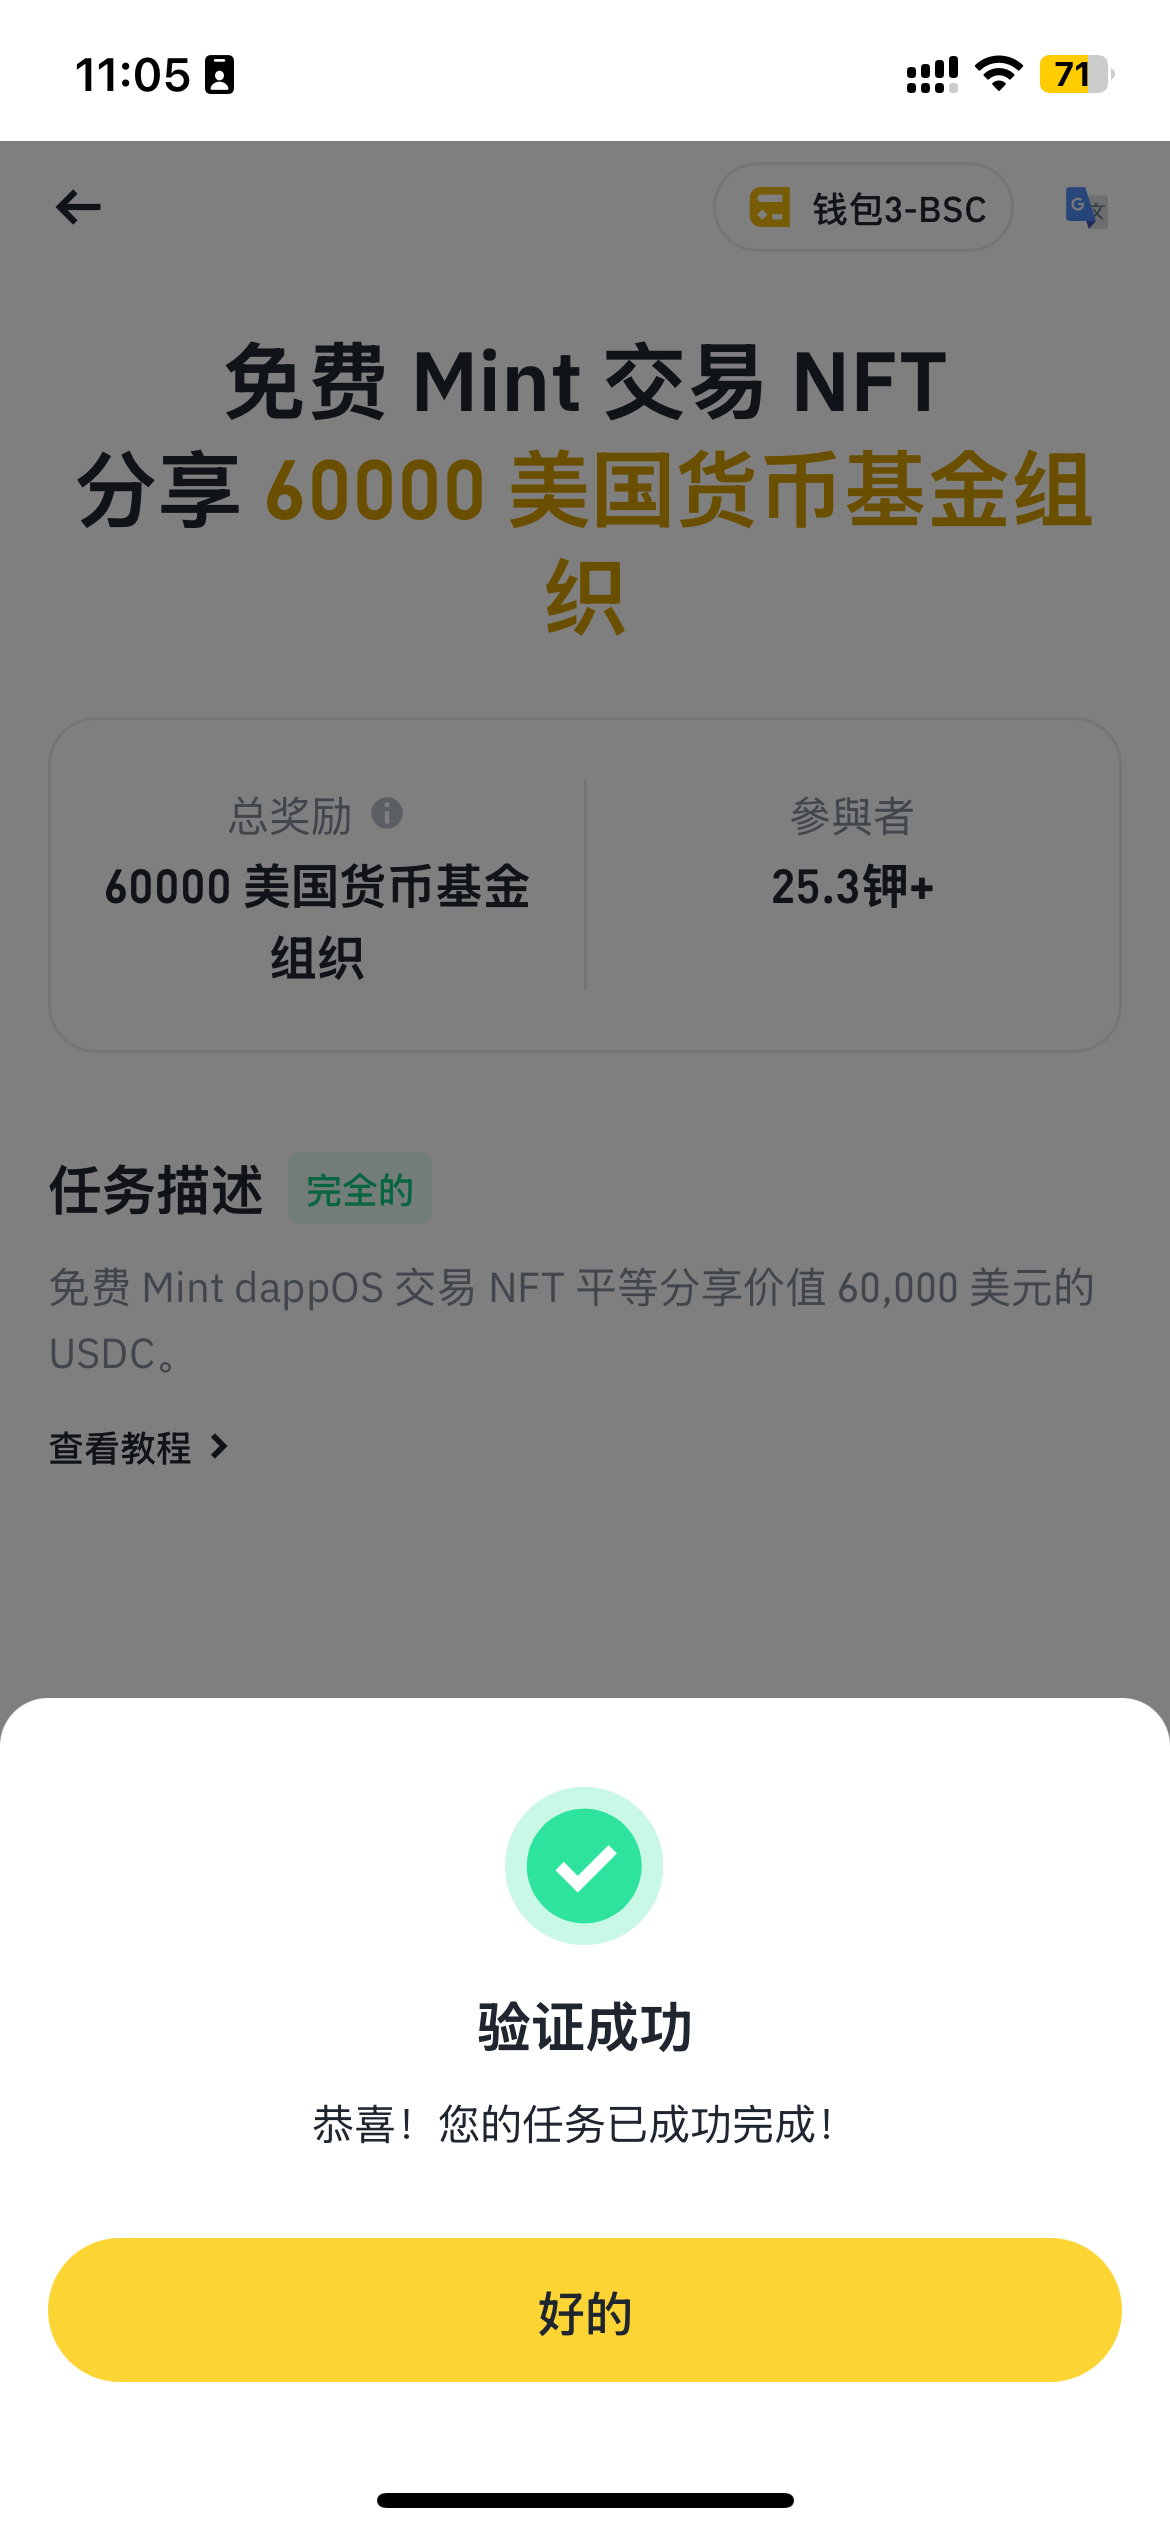 11:05
71
钱包3-BSC
G文
免费 Mint 交易 NFT
分享 60000 美国货币基金组
织
总奖励
參與者
60000 美国货币基金
组织
25.3钾+
任务描述
完全的
免费 Mint dappOS 交易 NFT 平等分享价值 60,000 美元的
USDC。
查看教程
验证成功
恭喜！您的任务已成功完成！
好的